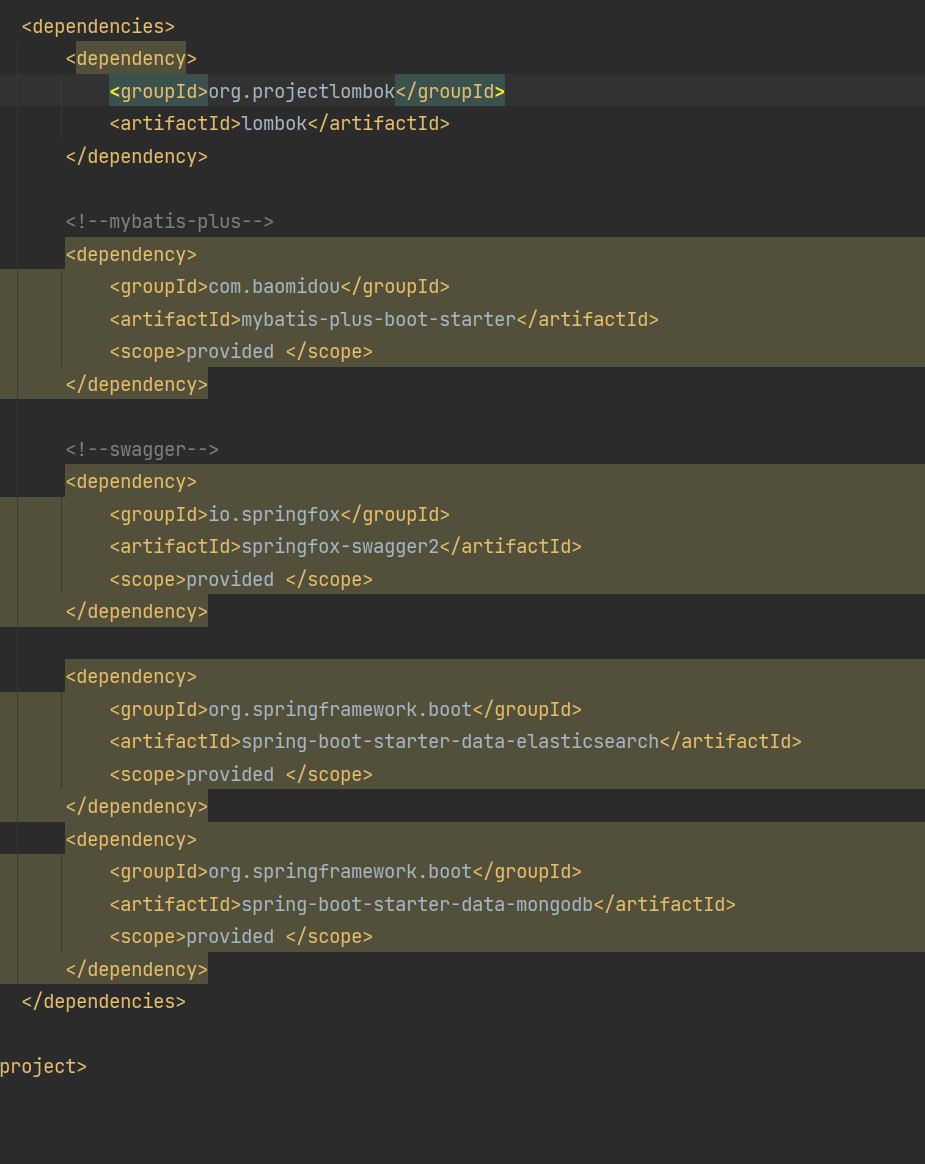 <dependencies>
<dependency>
<groupId>org.projectlombok</groupId>
<artifactId>lombok</artifactId>
</dependency>
<!--mybatis-plus-->
<dependency>
<groupId>com.baomidou</groupId>
<artifactId>mybatis-plus-boot-starter</artifactId>
<scope>provided </scope>
</dependency>
<!--swagger-->
<dependency>
<groupId>io.springfox</groupId>
<artifactId>springfox-swagger2</artifactId>
<scope>provided </scope>
</dependency>
<dependency>
<groupId>org.springframework.boot</groupId>
<artifactId>spring-boot-starter-data-elasticsearch</artifactId>
<scope>provided </scope>
</dependency>
<dependency>
<groupId>org.springframework.boot</groupId>
<artifactId>spring-boot-starter-data-mongodb</artifactId>
<scope>provided </scope>
</dependency>
</dependencies>
project>